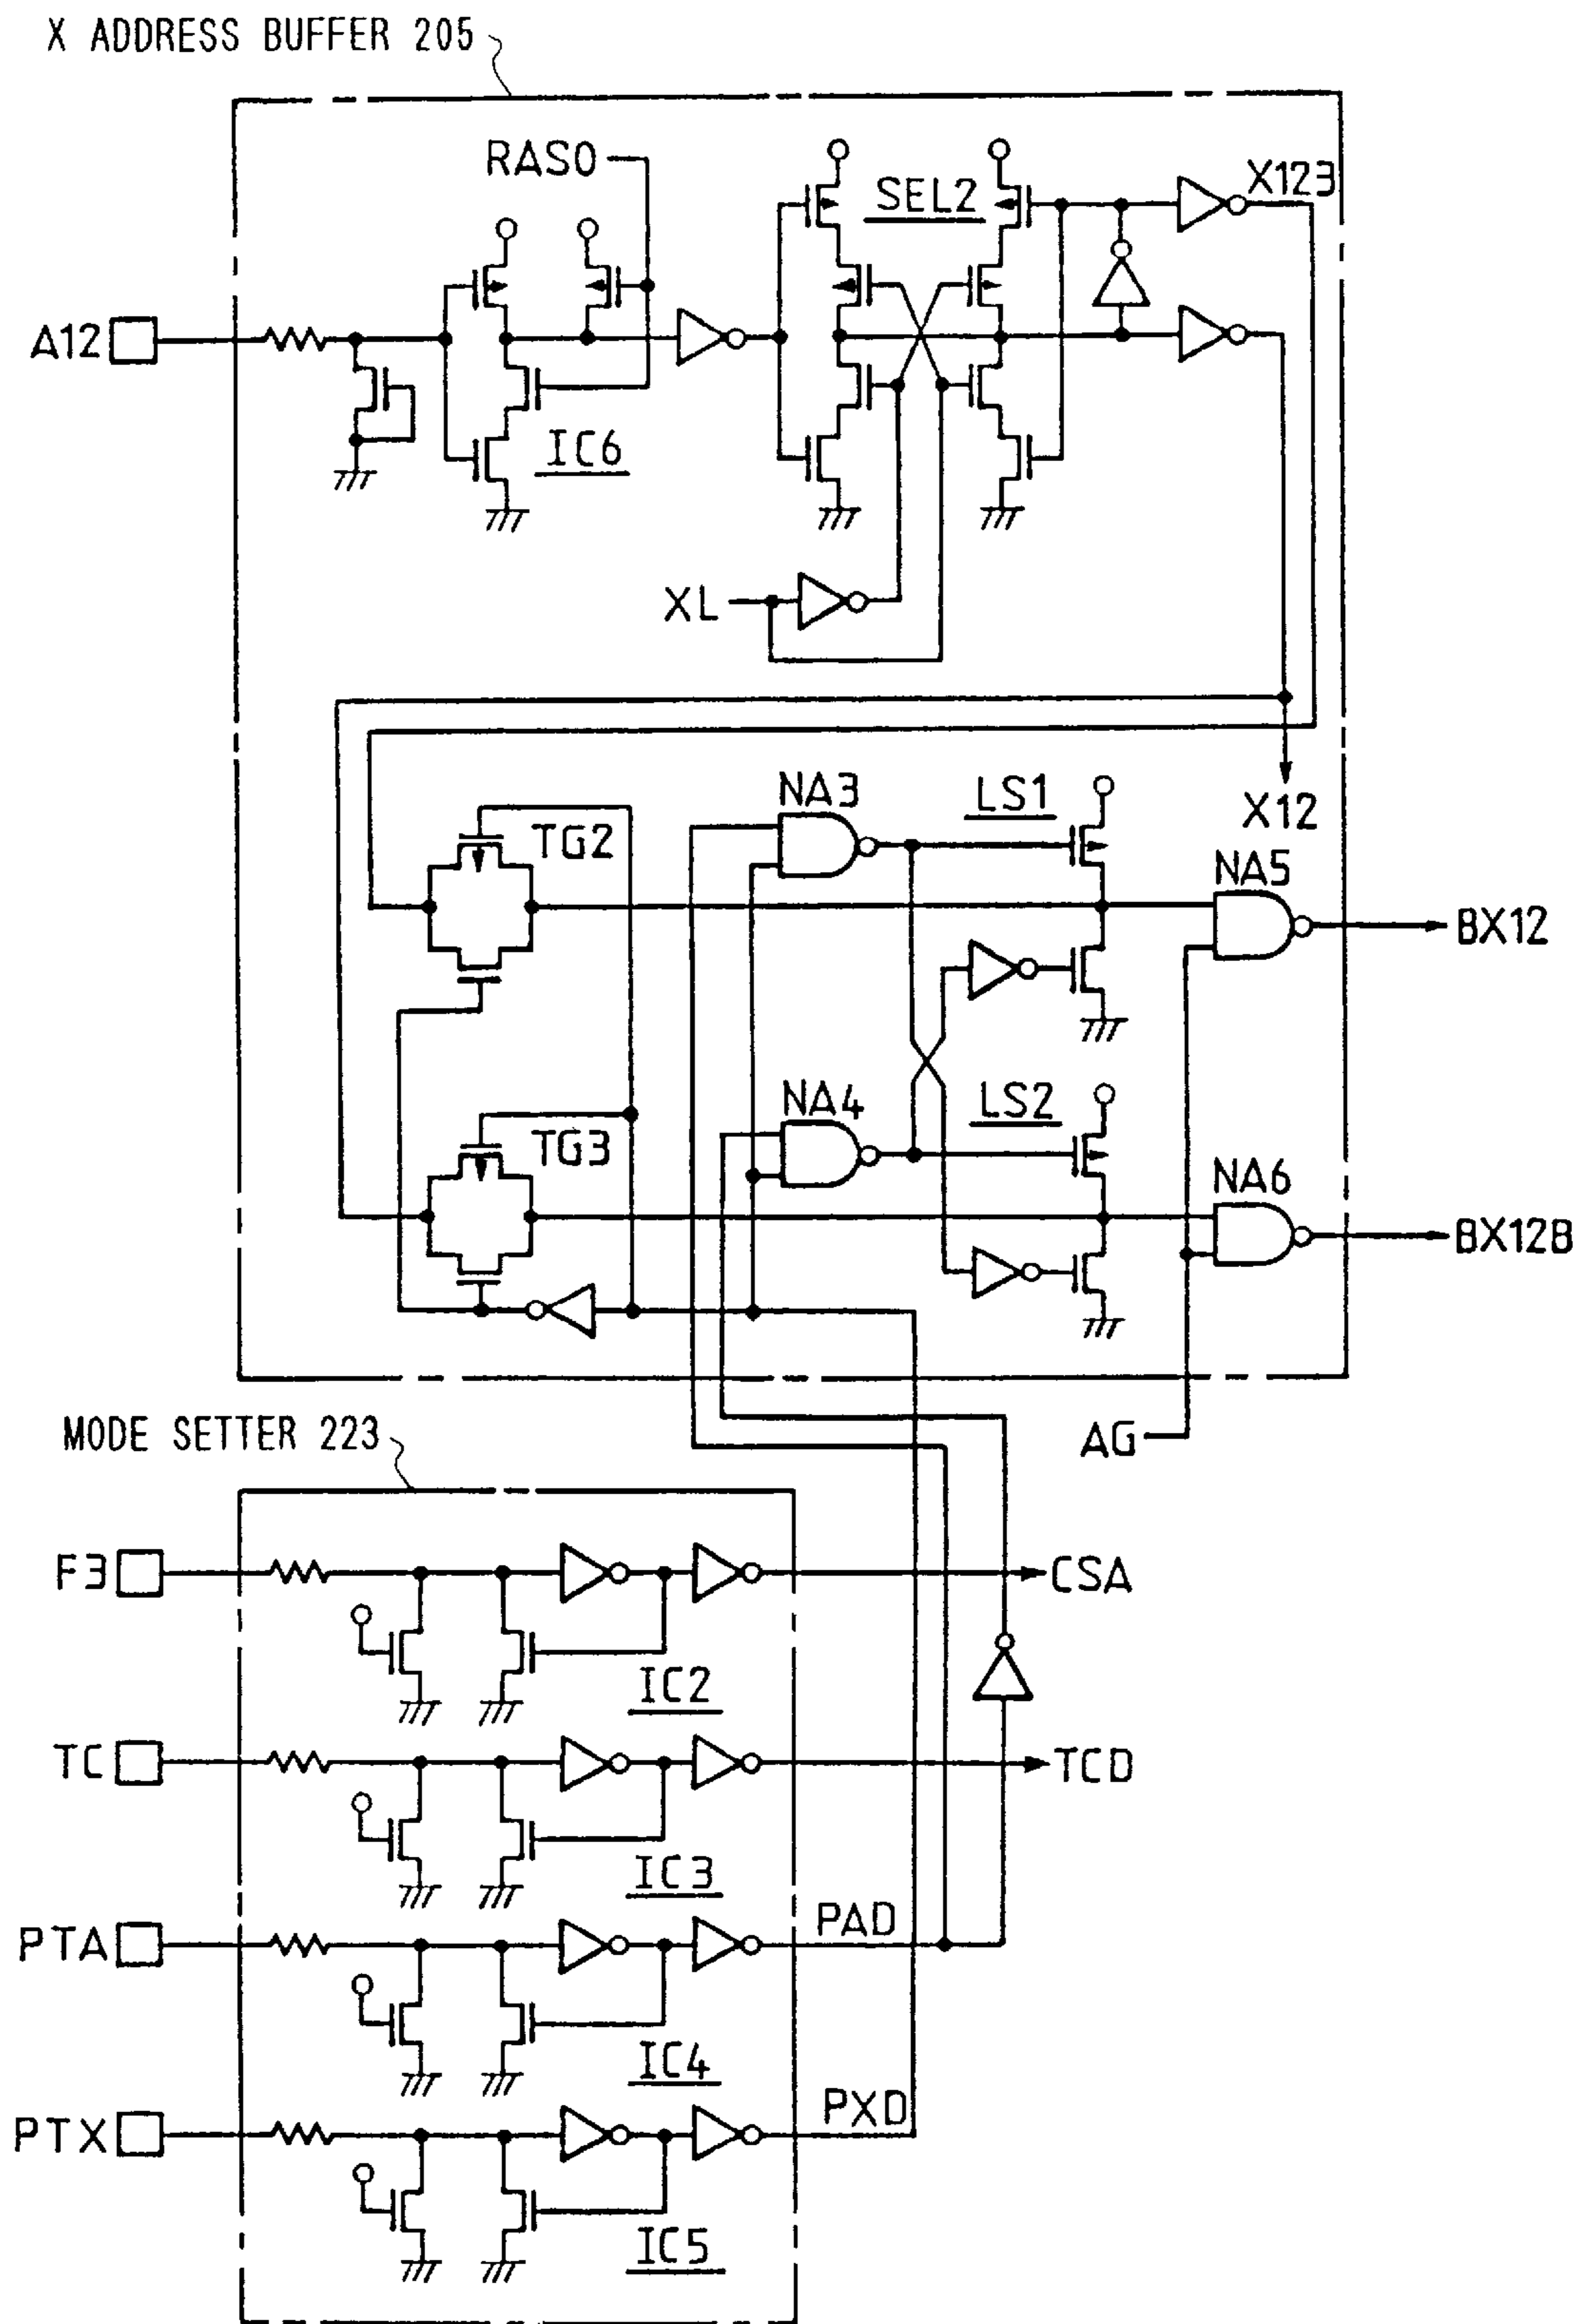 X ADDRESS BUFFER 205
RAS0
SEL2
X123
A12
IC6
XL
X12
NA3
LS1
TG2
NA5
BX12
NA4
LS2
TG3
NA6
BX12B
MODE SETTER 223
AG
F3
CSA
IC2
TC
TCD
IC3
PTA
PAD
IC4
PTX
PXD
IC5